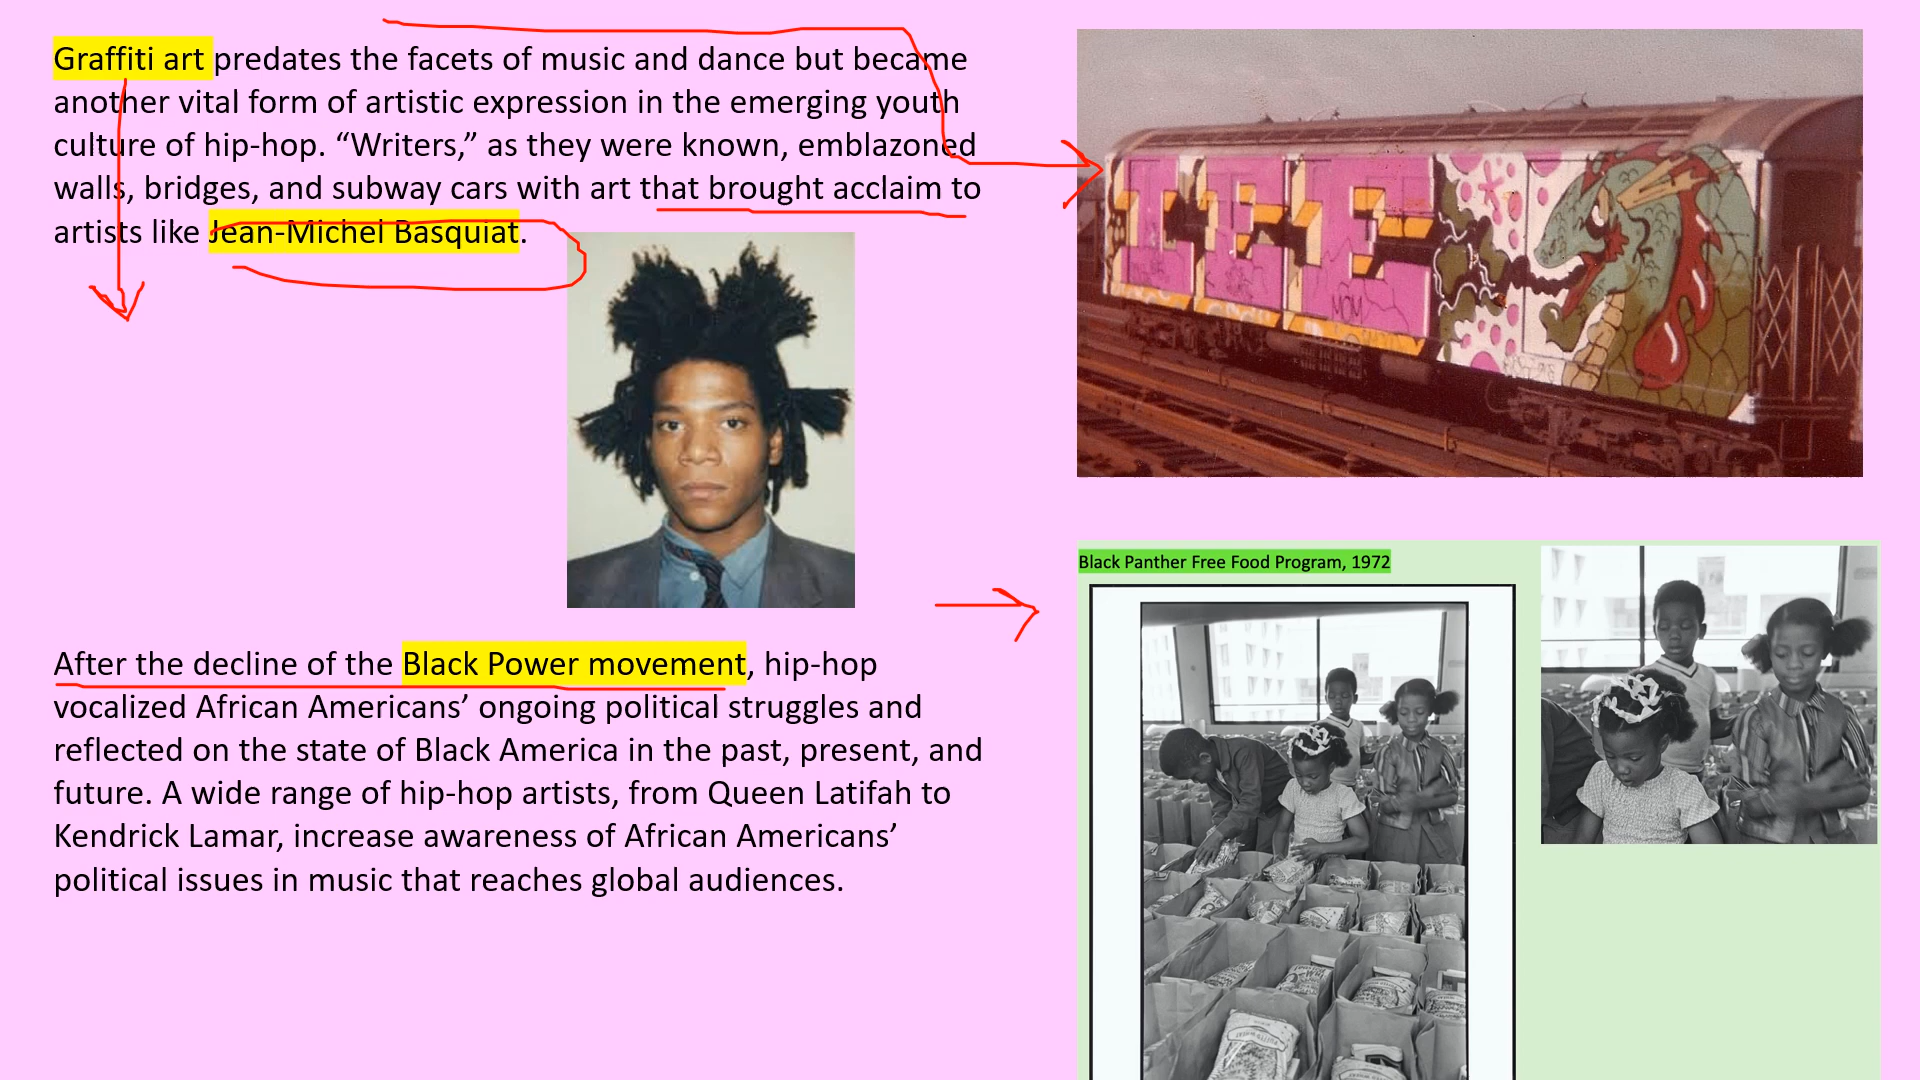 Graffiti art predates the facets of music and dance but became
another vital form of artistic expression in the emerging youth
culture of hip-hop. “Writers,” as they were known, emblazoned
walls, bridges, and subway cars with art that brought acclaim to
artists like Jean-Michel Basquiat.
LEE
MOM
Black Panther Free Food Program, 1972
After the decline of the Black Power movement, hip-hop
vocalized African Americans’ ongoing political struggles and
reflected on the state of Black America in the past, present, and
future. A wide range of hip-hop artists, from Queen Latifah to
Kendrick Lamar, increase awareness of African Americans’
political issues in music that reaches global audiences.